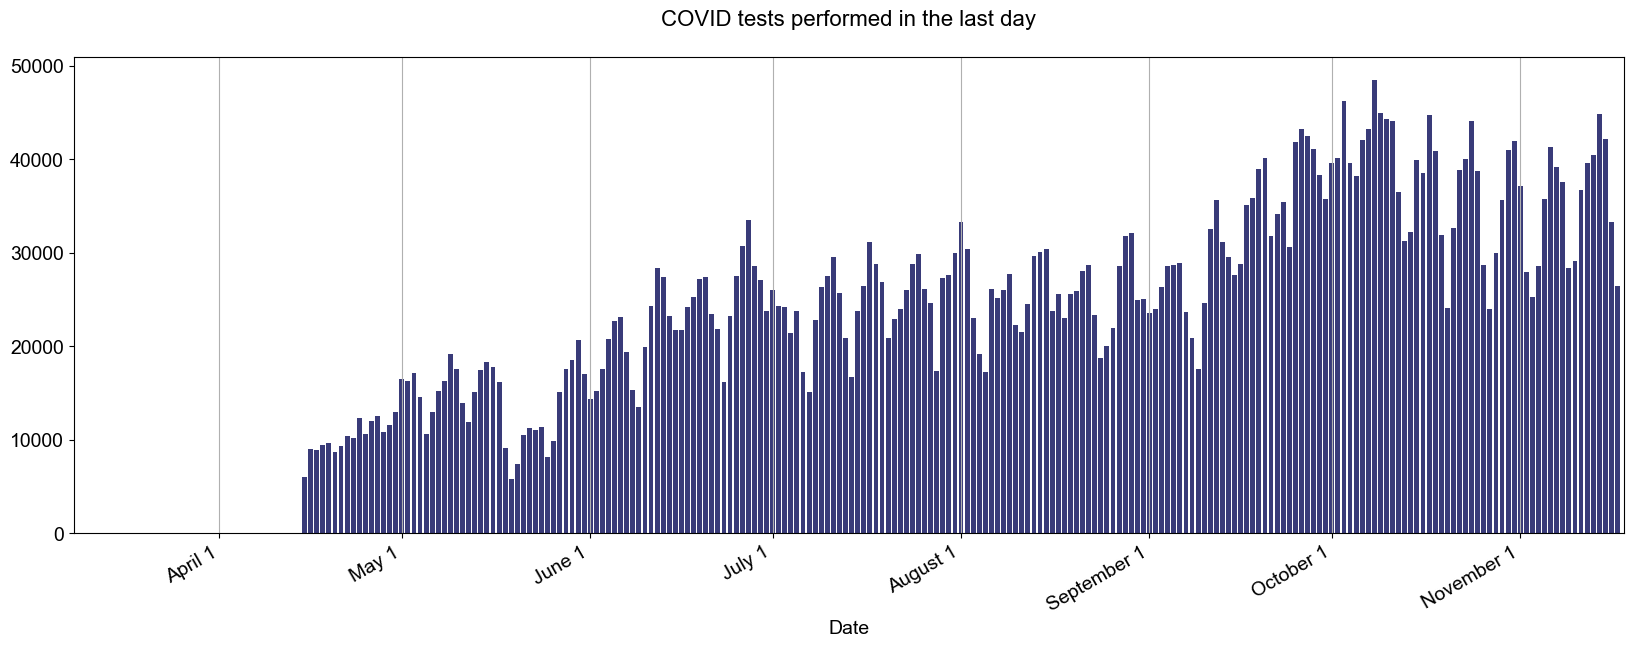 COVID tests performed in the last day
50000
40000
30000
20000
10000
0
April 1
May 1
June 1
July 1
August 1
September 1
October 1
November 1
Date